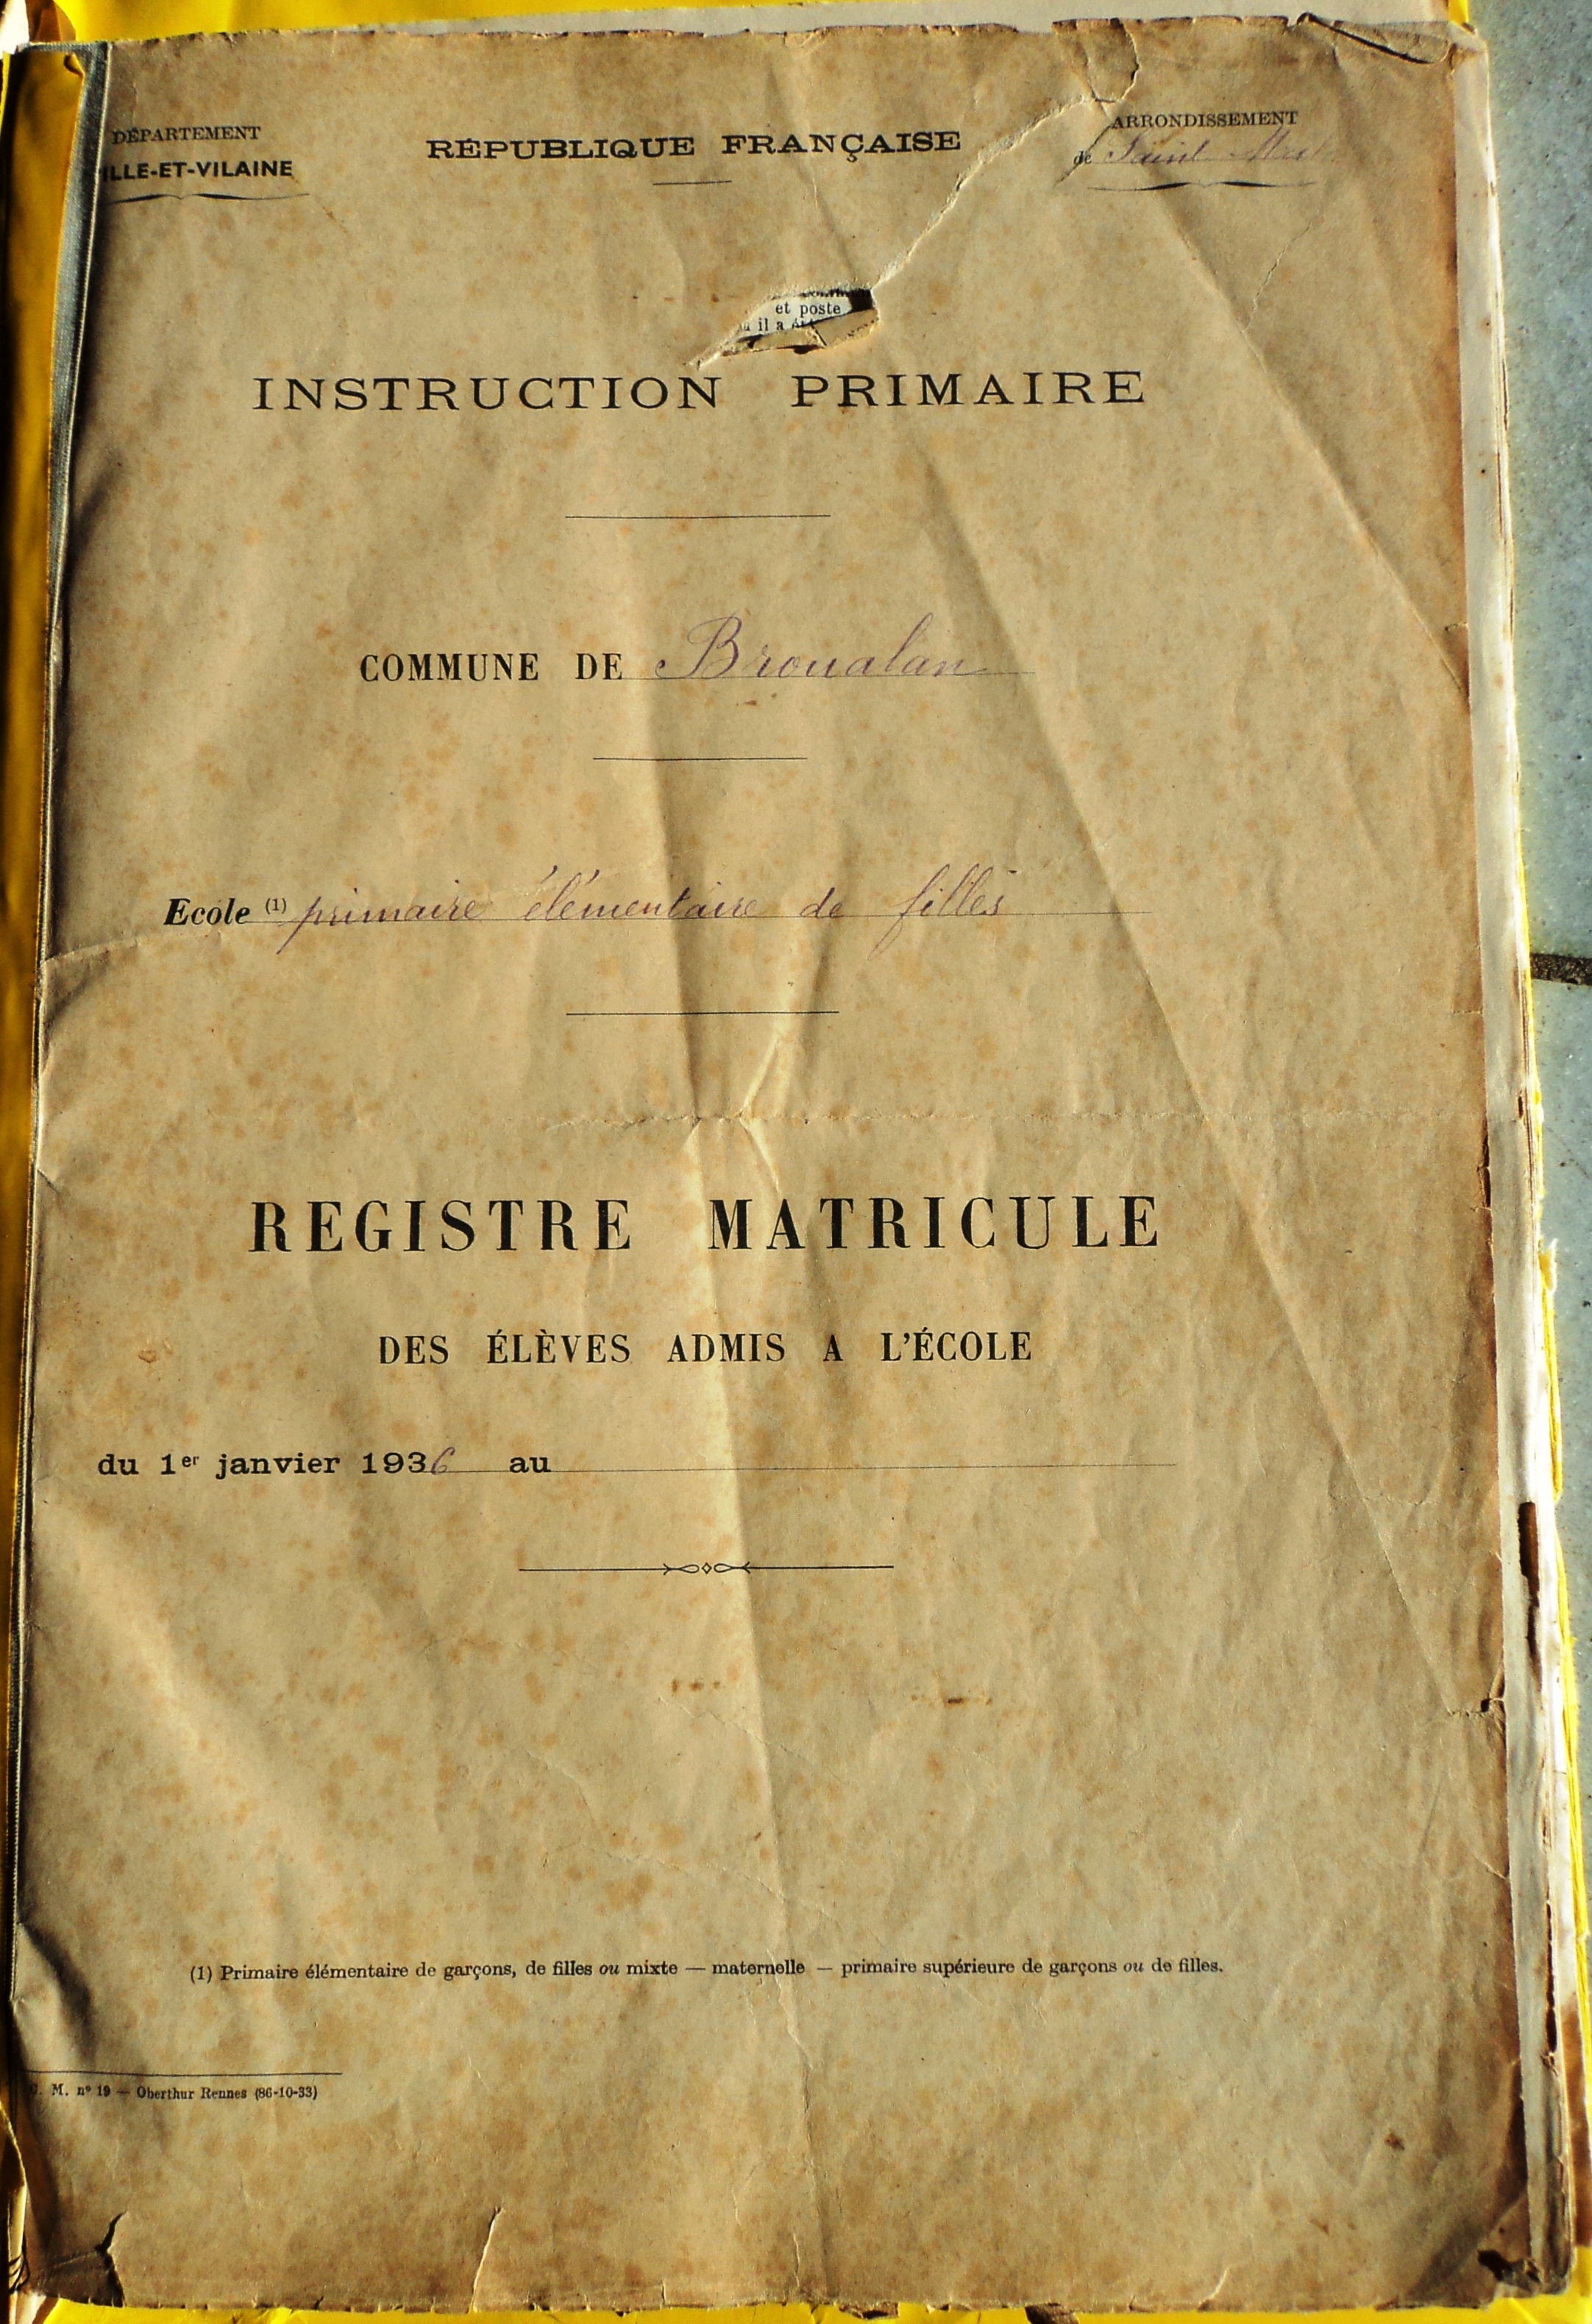 DÉPARTEMENT
ILLE-ET-VILAINE
RÉPUBLIQUE FRANÇAISE
ARRONDISSEMENT
de Saint
et poste
il a
INSTRUCTION PRIMAIRE
COMMUNE DE Broualan
Ecole (1) primaire élémentaire de filles
REGISTRE MATRICULE
DES ÉLÈVES ADMIS A L'ÉCOLE
du 1er janvier 1936 au
(1) Primaire élémentaire de garçons, de filles ou mixte — maternelle — primaire supérieure de garçons ou de filles.
M. n° 19 — Oberthur Rennes (86-10-33)